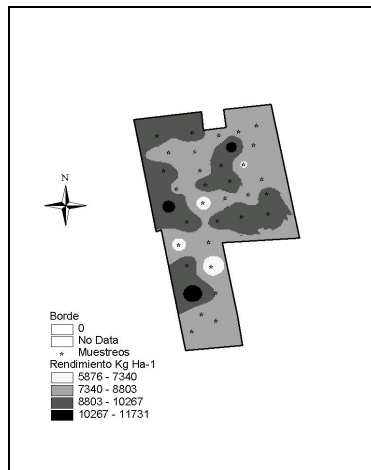 N
Borde
0
No Data
Muestreos
Rendimiento Kg Ha-1
5876 - 7340
7340 - 8803
8803 - 10267
10267 - 11731